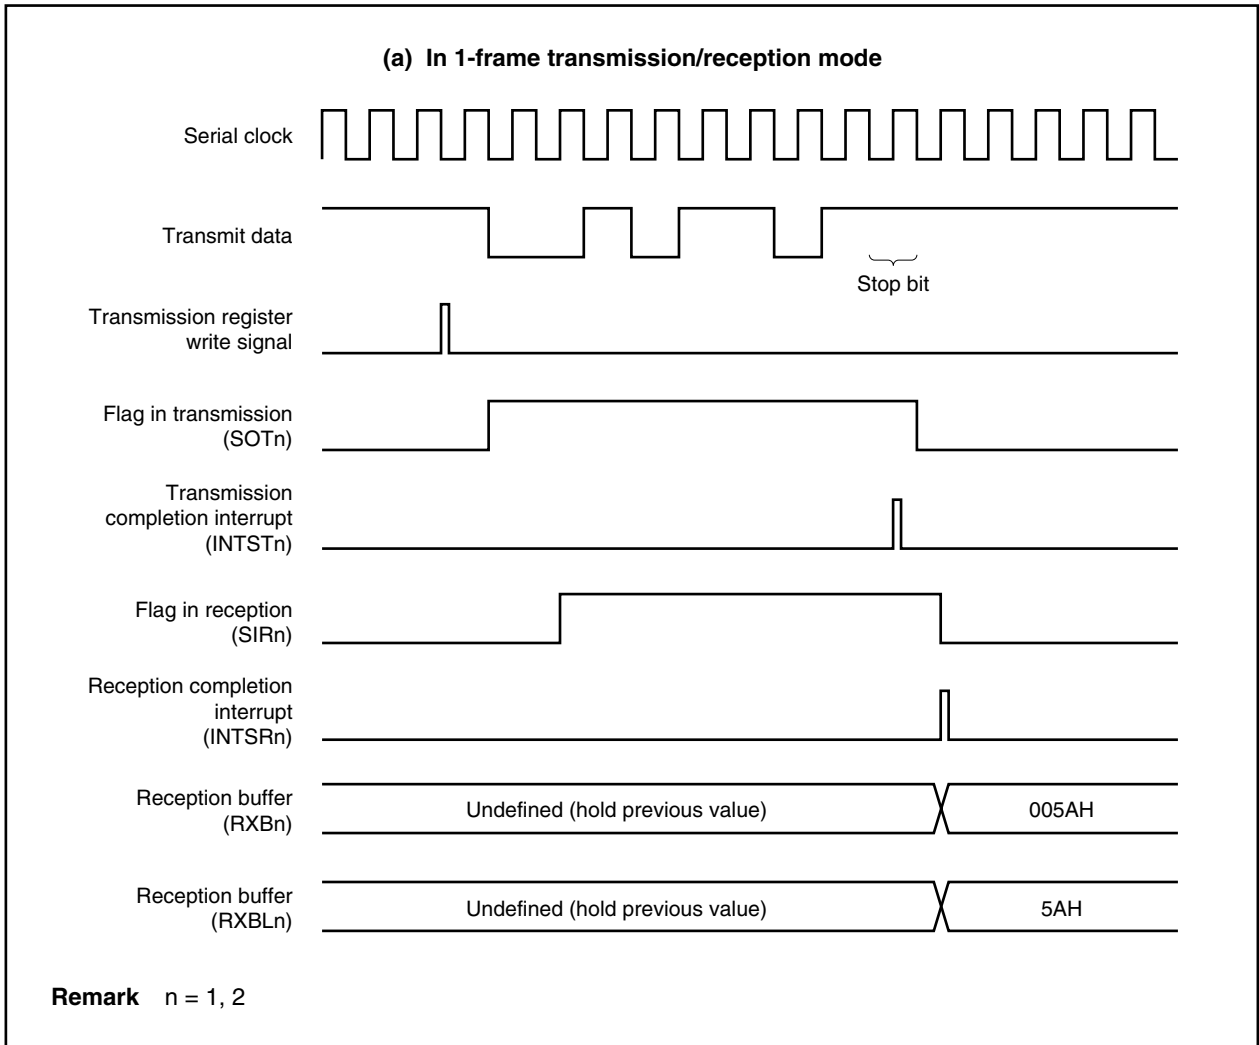 (a) In 1-frame transmission/reception mode
Serial clock
Transmit data
Stop bit
Transmission register
write signal
Flag in transmission
(SOTn)
Transmission
completion interrupt
(INTSTn)
Flag in reception
(SIRn)
Reception completion
interrupt
(INTSRn)
Reception buffer
(RXBn)
Undefined (hold previous value)
005AH
Reception buffer
(RXBLn)
Undefined (hold previous value)
5AH
Remark n = 1, 2